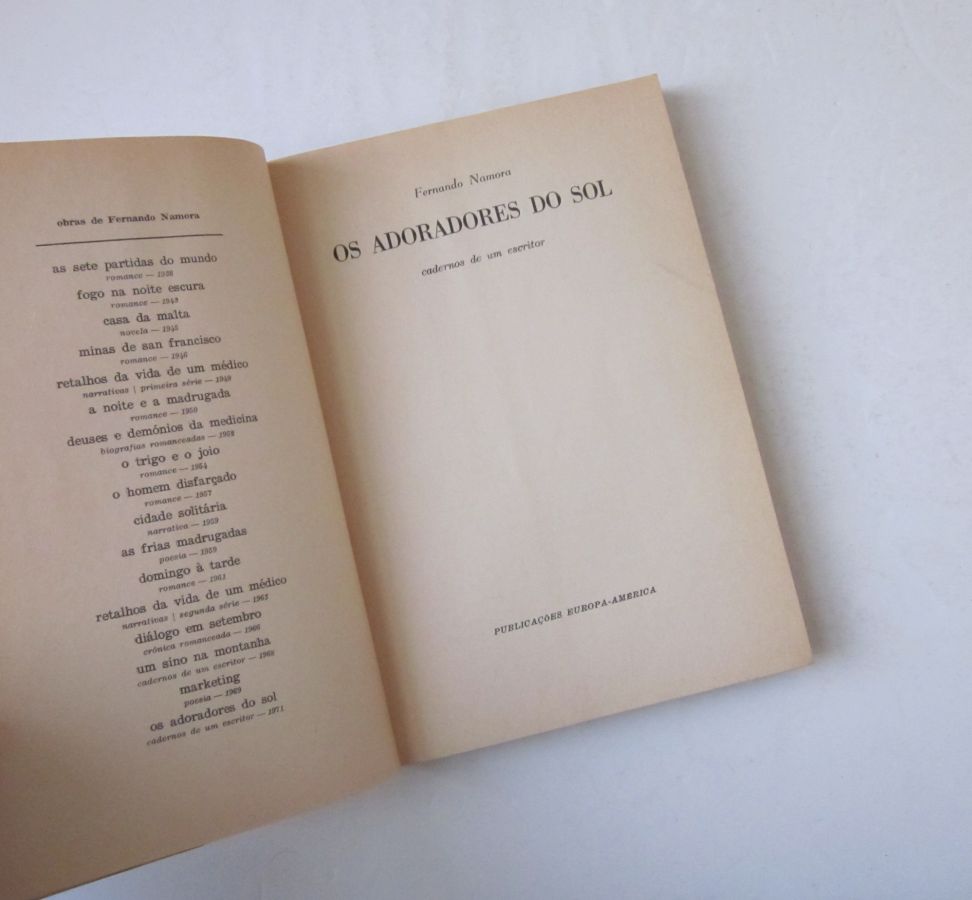 obras de Fernando Namora
as sete partidas do mundo
romance — 1938
fogo na noite escura
romance — 1943
casa da malta
novela — 1945
minas de san francisco
romance — 1946
retalhos da vida de um médico
narrativas | primeira série — 1949
a noite e a madrugada
romance — 1950
deuses e demónios da medicina
biografias romanceadas — 1952
o trigo e o joio
romance — 1954
o homem disfarçado
romance — 1957
cidade solitária
narrativa — 1959
as frias madrugadas
poesia — 1959
domingo à tarde
romance — 1961
retalhos da vida de um médico
narrativas | segunda série — 1963
diálogo em setembro
crónica romanceada — 1966
um sino na montanha
cadernos de um escritor — 1968
marketing
poesia — 1969
os adoradores do sol
cadernos de um escritor — 1971
Fernando Namora
OS ADORADORES DO SOL
cadernos de um escritor
PUBLICAÇÕES EUROPA-AMÉRICA